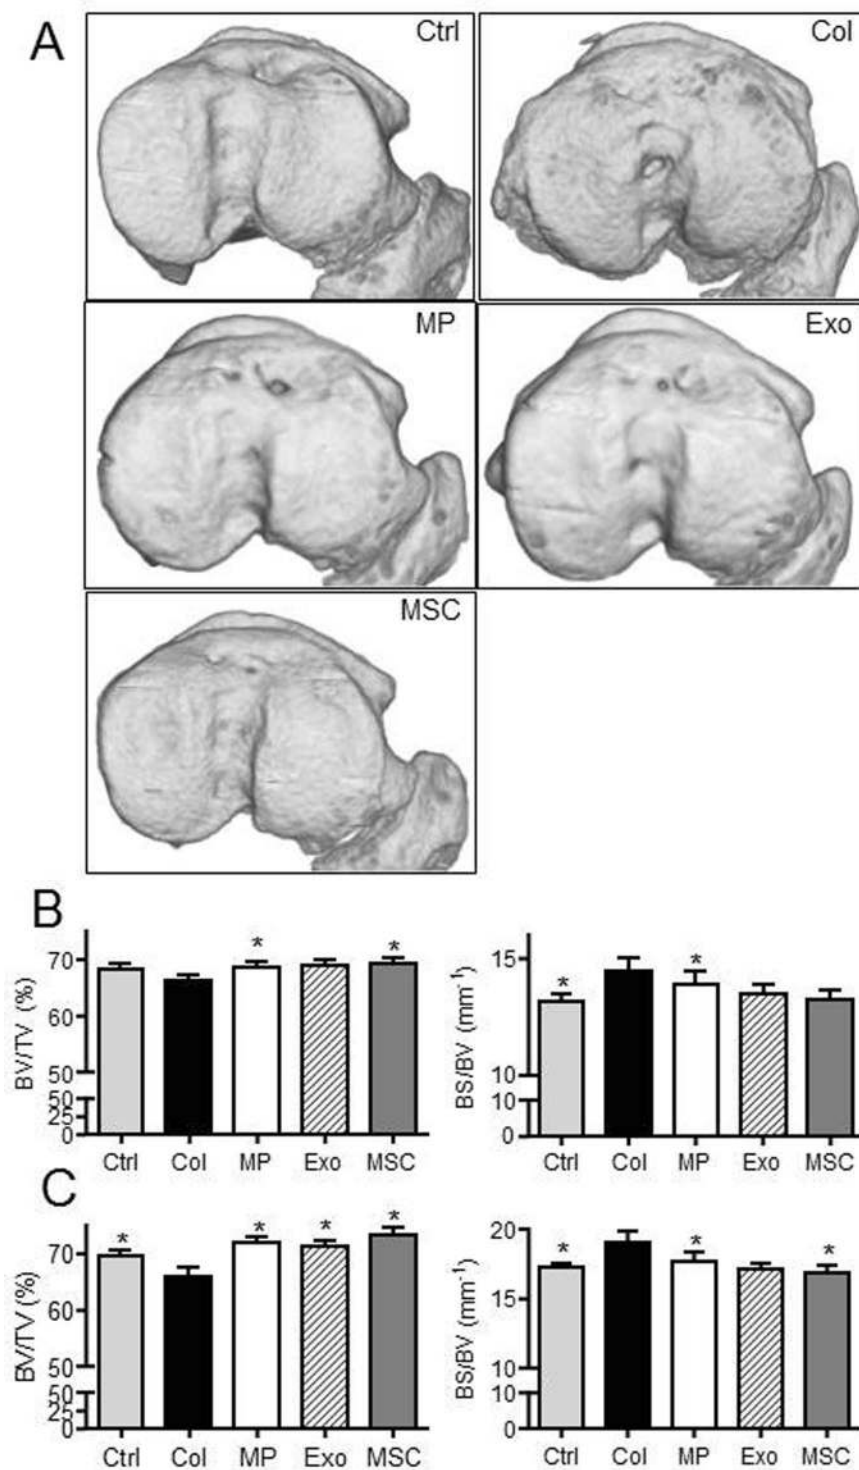 A
Ctrl
Col
MP
Exo
MSC
B
BV/TV (%)
70
60
50
50
25
0
*
*
Ctrl
Col
MP
Exo
MSC
BS/BV (mm⁻¹)
15
10
10
0
*
*
Ctrl
Col
MP
Exo
MSC
C
BV/TV (%)
70
60
50
50
25
0
*
*
*
*
Ctrl
Col
MP
Exo
MSC
BS/BV (mm⁻¹)
20
15
10
10
0
*
*
*
Ctrl
Col
MP
Exo
MSC